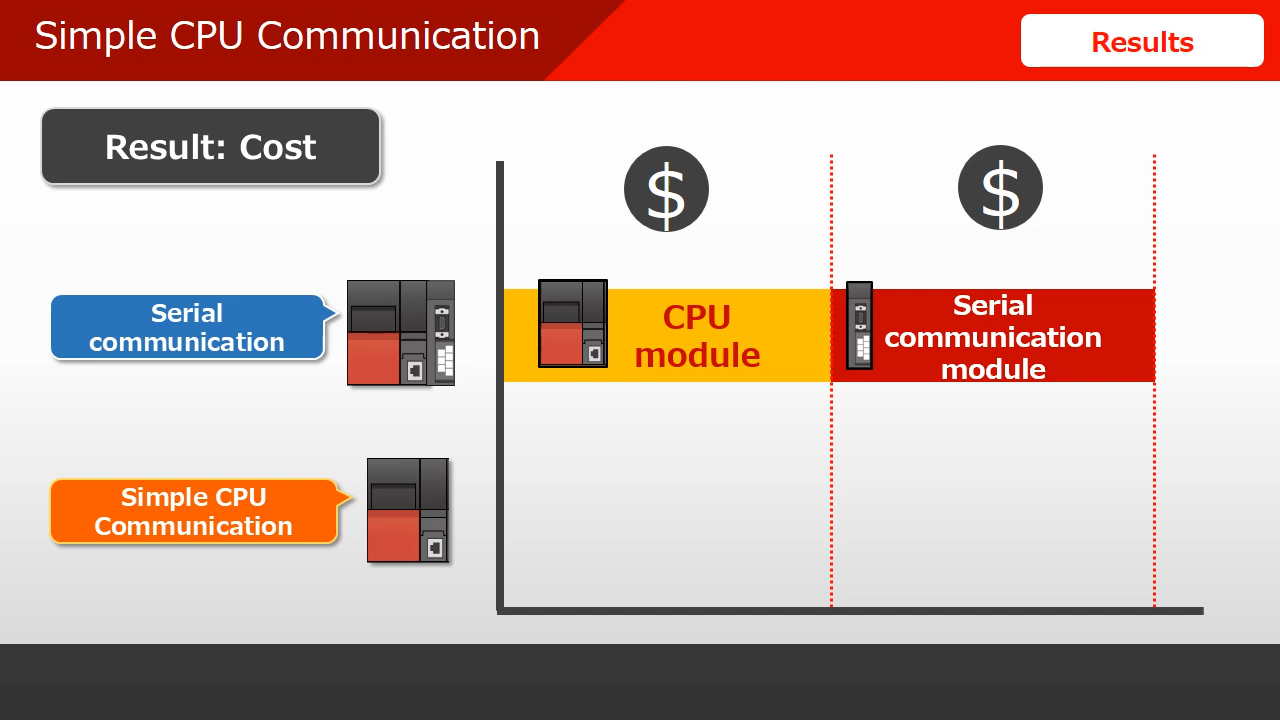 Simple CPU Communication
Results
Result: Cost
$
$
Serial
communication
CPU
module
Serial
communication
module
Simple CPU
Communication